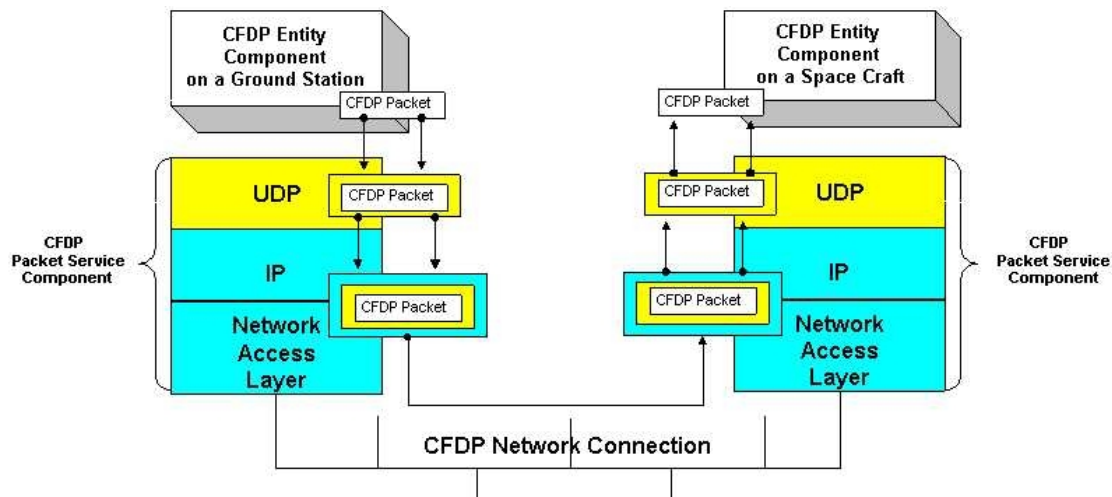 CFDP Entity
Component
on a Ground Station
CFDP Packet
CFDP Entity
Component
on a Space Craft
CFDP Packet
UDP
CFDP Packet
CFDP Packet
UDP
CFDP
Packet Service
Component
IP
CFDP Packet
CFDP Packet
IP
CFDP
Packet Service
Component
Network
Access
Layer
Network
Access
Layer
CFDP Network Connection